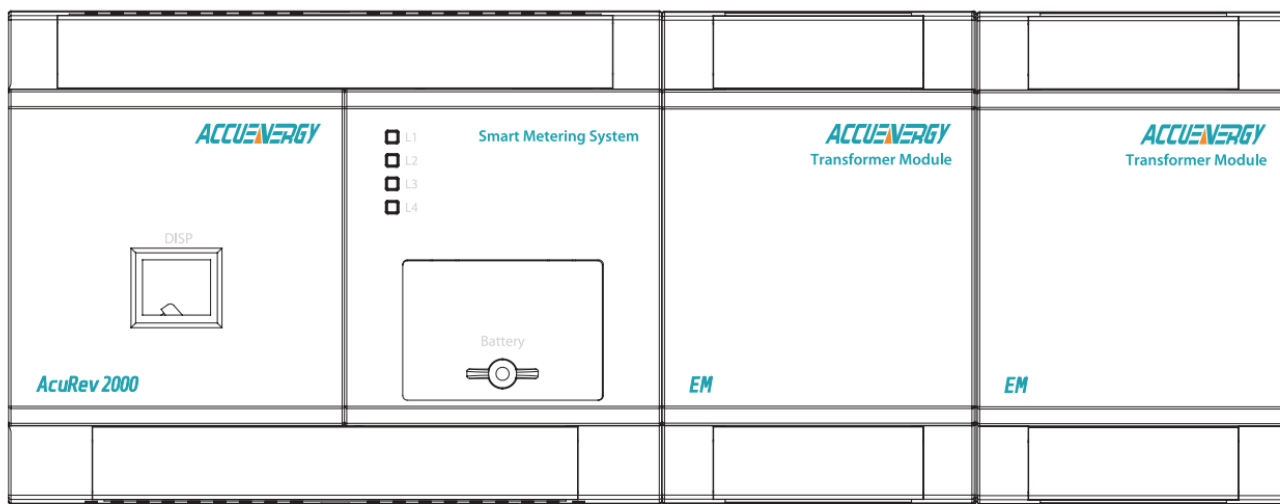 ACCUENERGY
L1
L2
L3
L4
Smart Metering System
DISP
Battery
AcuRev 2000
ACCUENERGY
Transformer Module
EM
ACCUENERGY
Transformer Module
EM